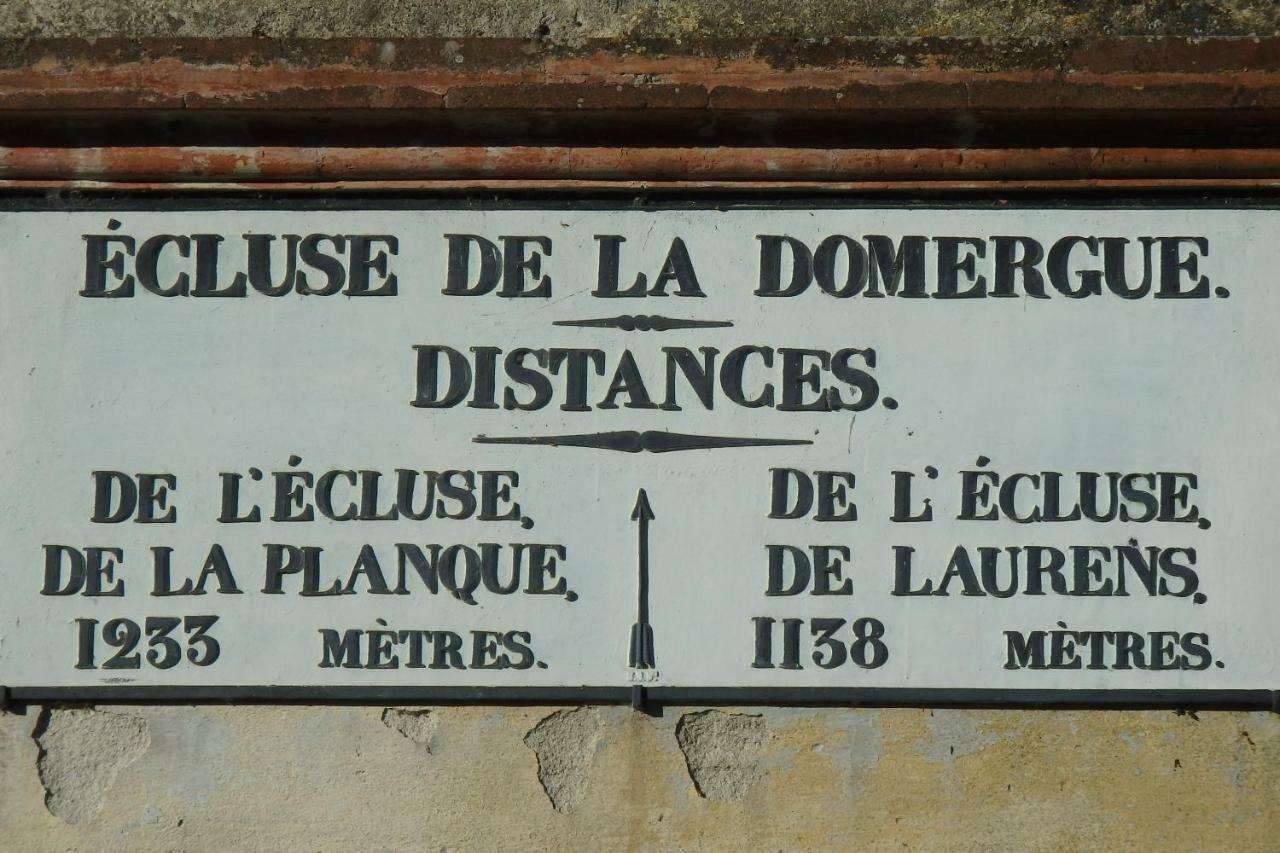 ÉCLUSE DE LA DOMERGUE.
DISTANCES.
DE L'ÉCLUSE,
DE LA PLANQUE,
1233 MÈTRES.
DE L'ÉCLUSE,
DE LAURENS.
1138 MÈTRES.